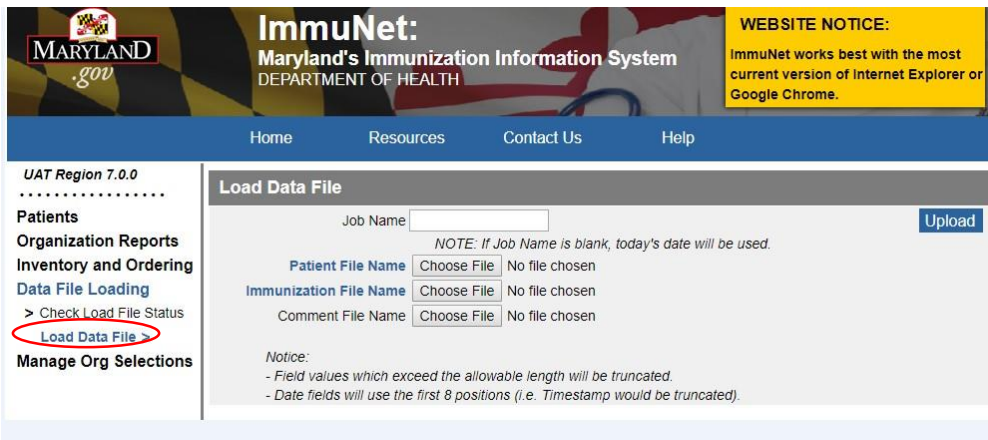 MARYLAND
.gov
ImmuNet:
Maryland's Immunization Information System
DEPARTMENT OF HEALTH
WEBSITE NOTICE:
ImmuNet works best with the most
current version of Internet Explorer or
Google Chrome.
Home Resources Contact Us Help
UAT Region 7.0.0
Patients
Organization Reports
Inventory and Ordering
Data File Loading
> Check Load File Status
Load Data File >
Manage Org Selections
Load Data File
Job Name Upload
NOTE: If Job Name is blank, today's date will be used.
Patient File Name Choose File No file chosen
Immunization File Name Choose File No file chosen
Comment File Name Choose File No file chosen
Notice:
- Field values which exceed the allowable length will be truncated.
- Date fields will use the first 8 positions (i.e. Timestamp would be truncated).